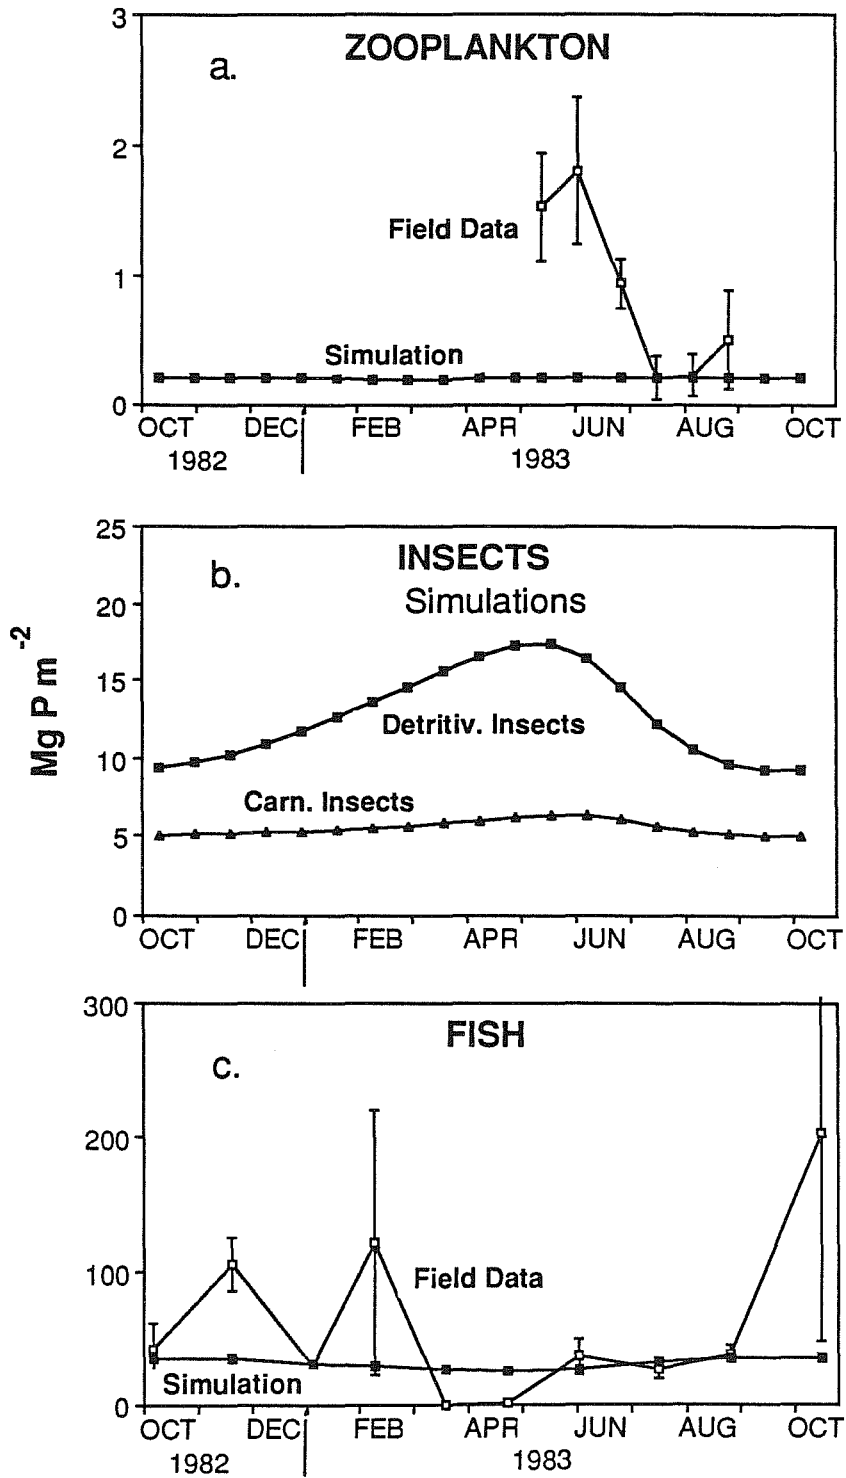 3
ZOOPLANKTON
a.
2
Field Data
1
Simulation
0
OCT DEC FEB APR JUN AUG OCT
1982 1983
25
INSECTS
b.
Simulations
20
15
Detritiv. Insects
10
Carn. Insects
5
0
OCT DEC FEB APR JUN AUG OCT
Mg P m -2
300
FISH
c.
200
100
Field Data
Simulation
0
OCT DEC FEB APR JUN AUG OCT
1982 1983